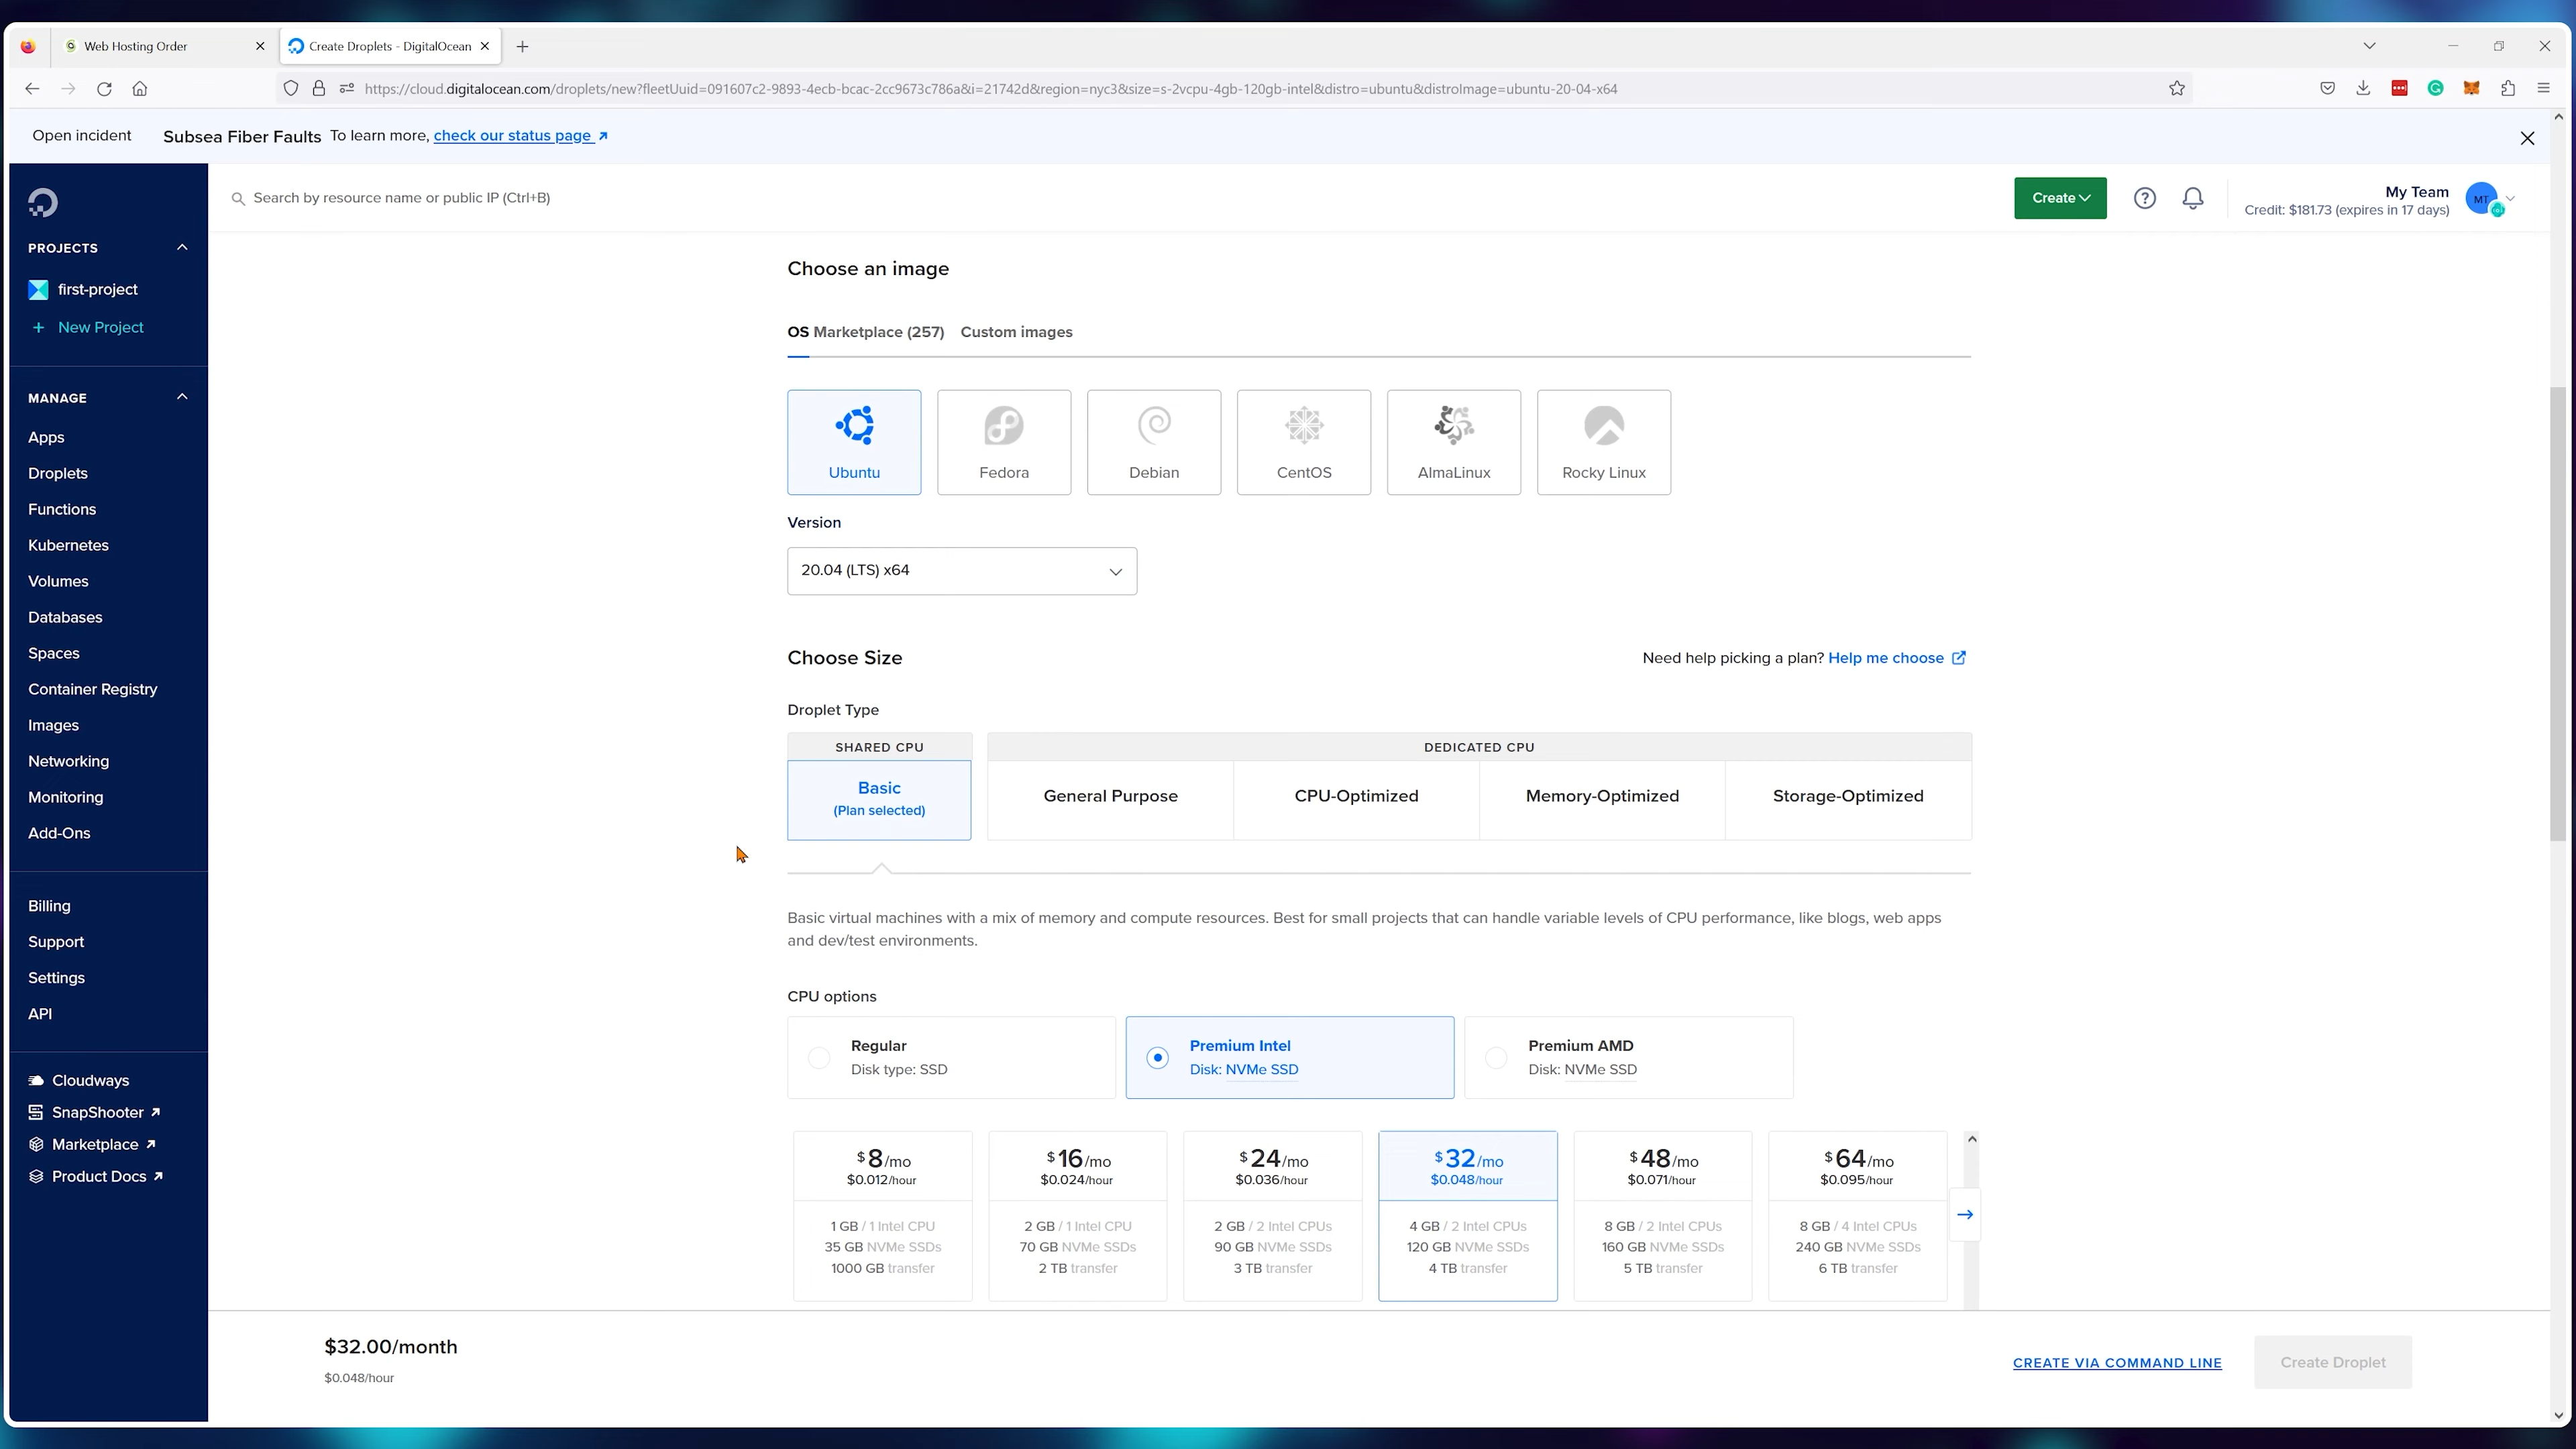 Web Hosting Order
Create Droplets - DigitalOcean
https://cloud.digitalocean.com/droplets/new?fleetUuid=091607c2-9893-4ecb-bcac-2cc9673c786a&i=21742d&region=nyc3&size=s-2vcpu-4gb-120gb-intel&distro=ubuntu&distroImage=ubuntu-20-04-x64
Open incident Subsea Fiber Faults To learn more, check our status page
Search by resource name or public IP (Ctrl+B)
Create
My Team
Credit: $181.73 (expires in 17 days)
MT
PROJECTS
first-project
+ New Project
MANAGE
Apps
Droplets
Functions
Kubernetes
Volumes
Databases
Spaces
Container Registry
Images
Networking
Monitoring
Add-Ons
Billing
Support
Settings
API
Cloudways
SnapShooter
Marketplace
Product Docs
Choose an image
OS Marketplace (257) Custom images
Ubuntu Fedora Debian CentOS AlmaLinux Rocky Linux
Version
20.04 (LTS) x64
Choose Size
Need help picking a plan? Help me choose
Droplet Type
SHARED CPU DEDICATED CPU
Basic
(Plan selected)
General Purpose CPU-Optimized Memory-Optimized Storage-Optimized
Basic virtual machines with a mix of memory and compute resources. Best for small projects that can handle variable levels of CPU performance, like blogs, web apps
and dev/test environments.
CPU options
Regular
Disk type: SSD
Premium Intel
Disk: NVMe SSD
Premium AMD
Disk: NVMe SSD
$8/mo
$0.012/hour
1 GB / 1 Intel CPU
35 GB NVMe SSDs
1000 GB transfer
$16/mo
$0.024/hour
2 GB / 1 Intel CPU
70 GB NVMe SSDs
2 TB transfer
$24/mo
$0.036/hour
2 GB / 2 Intel CPUs
90 GB NVMe SSDs
3 TB transfer
$32/mo
$0.048/hour
4 GB / 2 Intel CPUs
120 GB NVMe SSDs
4 TB transfer
$48/mo
$0.071/hour
8 GB / 2 Intel CPUs
160 GB NVMe SSDs
5 TB transfer
$64/mo
$0.095/hour
8 GB / 4 Intel CPUs
240 GB NVMe SSDs
6 TB transfer
$32.00/month
$0.048/hour
CREATE VIA COMMAND LINE
Create Droplet